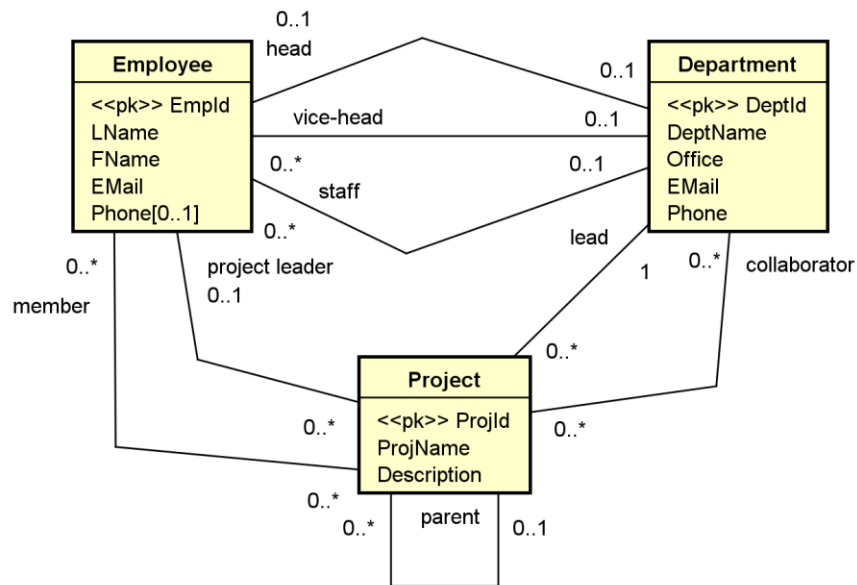 0..1
head
Employee
<<pk>> EmpId
LName
FName
EMail
Phone[0..1]
0..1
Department
<<pk>> DeptId
DeptName
Office
EMail
Phone
vice-head
0..1
0..*
0..1
staff
0..*
lead
1
0..*
collaborator
0..*
member
project leader
0..1
0..*
Project
<<pk>> ProjId
ProjName
Description
0..*
0..*
0..*
0..*
parent
0..1